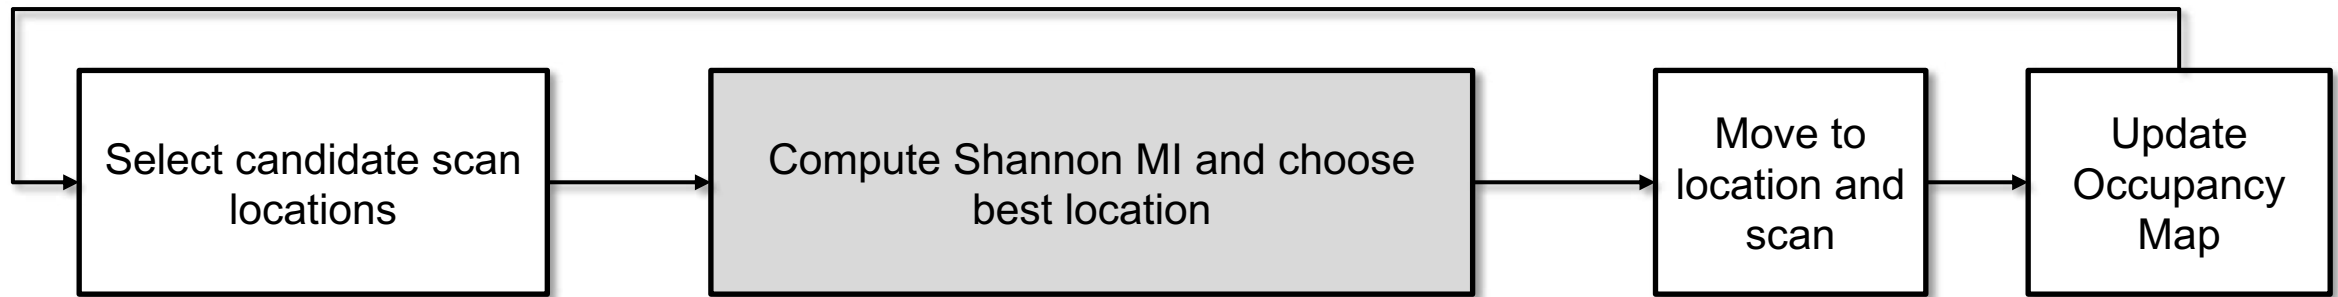 Select candidate scan
locations
Compute Shannon MI and choose
best location
Move to
location and
scan
Update
Occupancy
Map